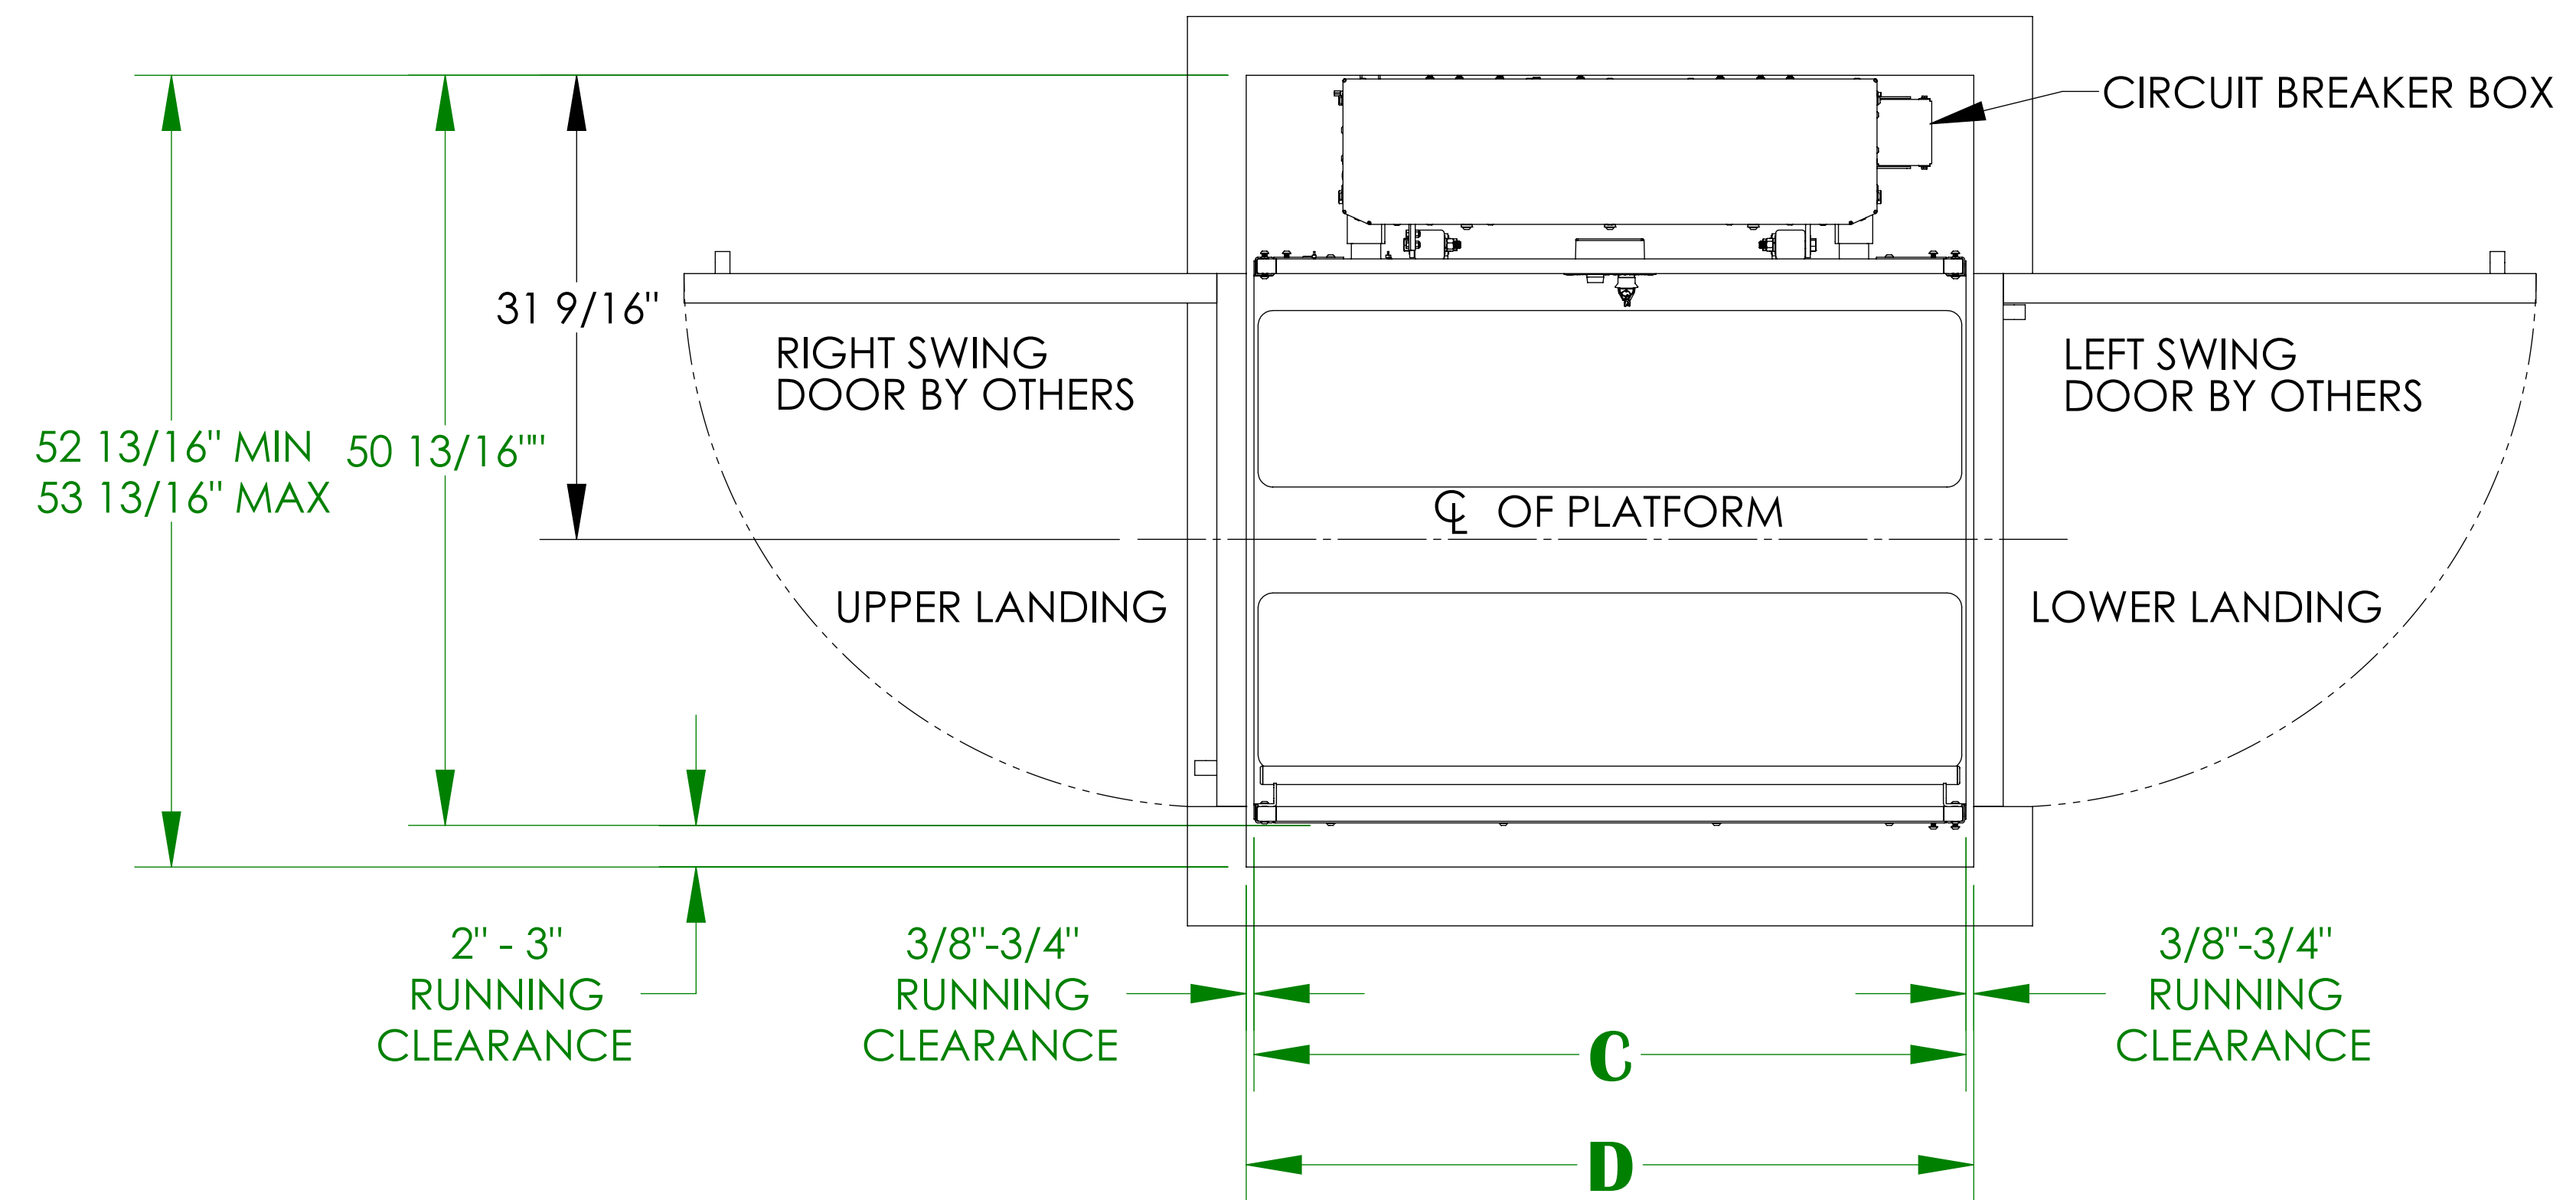 CIRCUIT BREAKER BOX
31 9/16"
RIGHT SWING
DOOR BY OTHERS
LEFT SWING
DOOR BY OTHERS
52 13/16" MIN
53 13/16" MAX
50 13/16""
℄ OF PLATFORM
UPPER LANDING
LOWER LANDING
2" - 3"
RUNNING
CLEARANCE
3/8"-3/4"
RUNNING
CLEARANCE
3/8"-3/4"
RUNNING
CLEARANCE
C
D